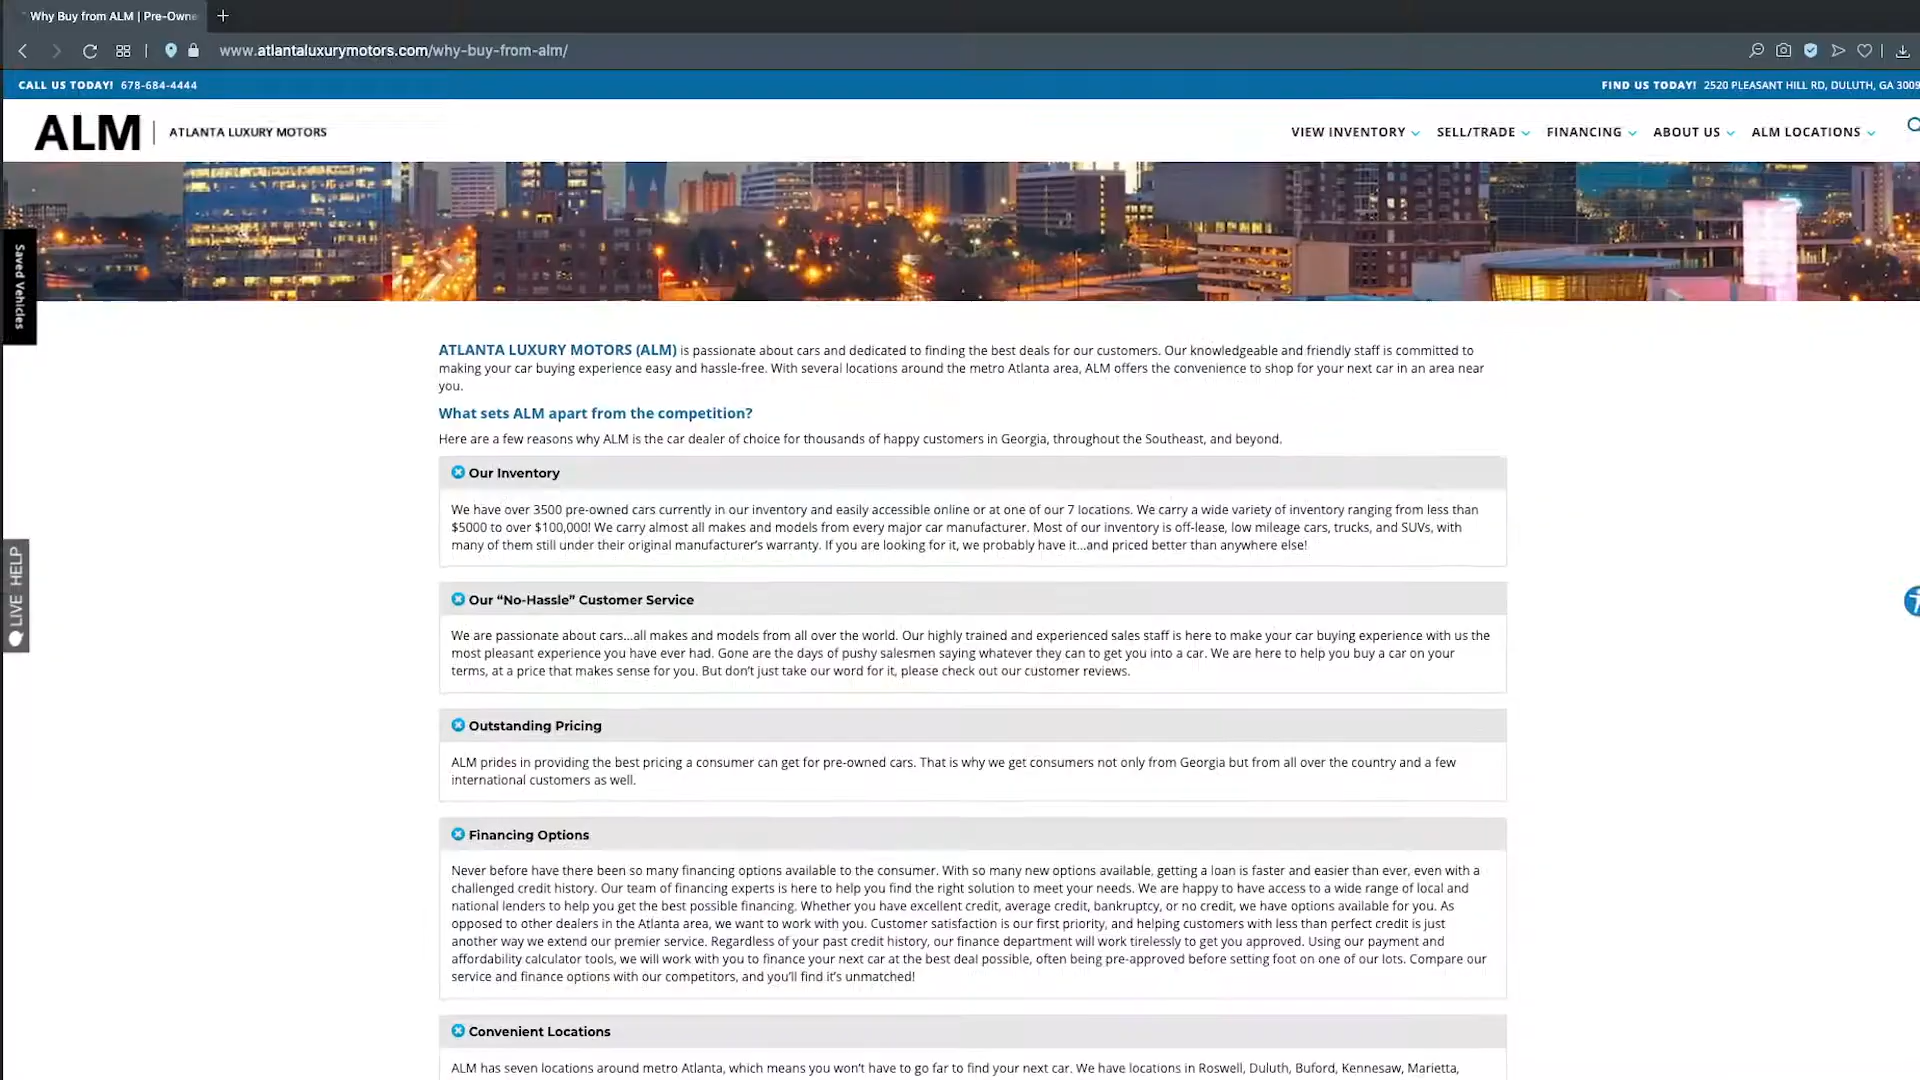 Why Buy from ALM | Pre-Owne
www.atlantaluxurymotors.com/why-buy-from-alm/
CALL US TODAY! 678-684-4444
FIND US TODAY! 2520 PLEASANT HILL RD, DULUTH, GA 3009
ALM | ATLANTA LUXURY MOTORS
VIEW INVENTORY SELL/TRADE FINANCING ABOUT US ALM LOCATIONS
Saved Vehicles
ATLANTA LUXURY MOTORS (ALM) is passionate about cars and dedicated to finding the best deals for our customers. Our knowledgeable and friendly staff is committed to
making your car buying experience easy and hassle-free. With several locations around the metro Atlanta area, ALM offers the convenience to shop for your next car in an area near
you.
What sets ALM apart from the competition?
Here are a few reasons why ALM is the car dealer of choice for thousands of happy customers in Georgia, throughout the Southeast, and beyond.
Our Inventory
We have over 3500 pre-owned cars currently in our inventory and easily accessible online or at one of our 7 locations. We carry a wide variety of inventory ranging from less than
$5000 to over $100,000! We carry almost all makes and models from every major car manufacturer. Most of our inventory is off-lease, low mileage cars, trucks, and SUVs, with
many of them still under their original manufacturer's warranty. If you are looking for it, we probably have it...and priced better than anywhere else!
LIVE HELP
Our “No-Hassle” Customer Service
We are passionate about cars...all makes and models from all over the world. Our highly trained and experienced sales staff is here to make your car buying experience with us the
most pleasant experience you have ever had. Gone are the days of pushy salesmen saying whatever they can to get you into a car. We are here to help you buy a car on your
terms, at a price that makes sense for you. But don't just take our word for it, please check out our customer reviews.
Outstanding Pricing
ALM prides in providing the best pricing a consumer can get for pre-owned cars. That is why we get consumers not only from Georgia but from all over the country and a few
international customers as well.
Financing Options
Never before have there been so many financing options available to the consumer. With so many new options available, getting a loan is faster and easier than ever, even with a
challenged credit history. Our team of financing experts is here to help you find the right solution to meet your needs. We are happy to have access to a wide range of local and
national lenders to help you get the best possible financing. Whether you have excellent credit, average credit, bankruptcy, or no credit, we have options available for you. As
opposed to other dealers in the Atlanta area, we want to work with you. Customer satisfaction is our first priority, and helping customers with less than perfect credit is just
another way we extend our premier service. Regardless of your past credit history, our finance department will work tirelessly to get you approved. Using our payment and
affordability calculator tools, we will work with you to finance your next car at the best deal possible, often being pre-approved before setting foot on one of our lots. Compare our
service and finance options with our competitors, and you'll find it's unmatched!
Convenient Locations
ALM has seven locations around metro Atlanta, which means you won't have to go far to find your next car. We have locations in Roswell, Duluth, Buford, Kennesaw, Marietta,